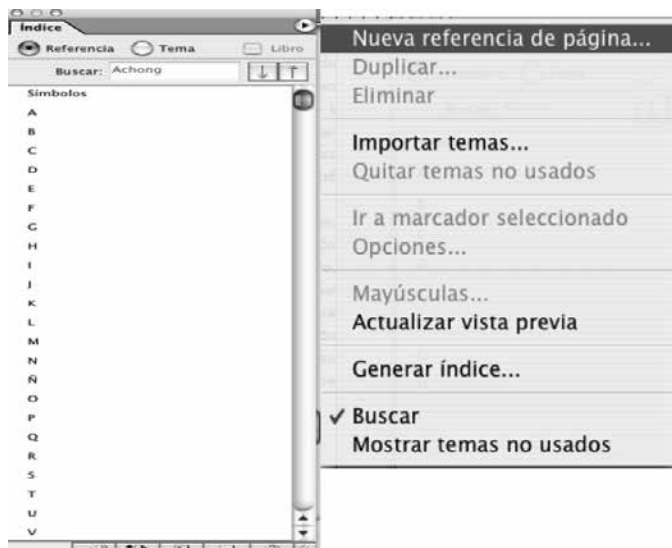 Índice
Referencia Tema Libro
Buscar: Achong
Símbolos
A
B
C
D
E
F
G
H
I
J
K
L
M
N
Ñ
O
P
Q
R
S
T
U
V
Nueva referencia de página...
Duplicar...
Eliminar
Importar temas...
Quitar temas no usados
Ir a marcador seleccionado
Opciones...
Mayúsculas...
Actualizar vista previa
Generar índice...
✓ Buscar
Mostrar temas no usados